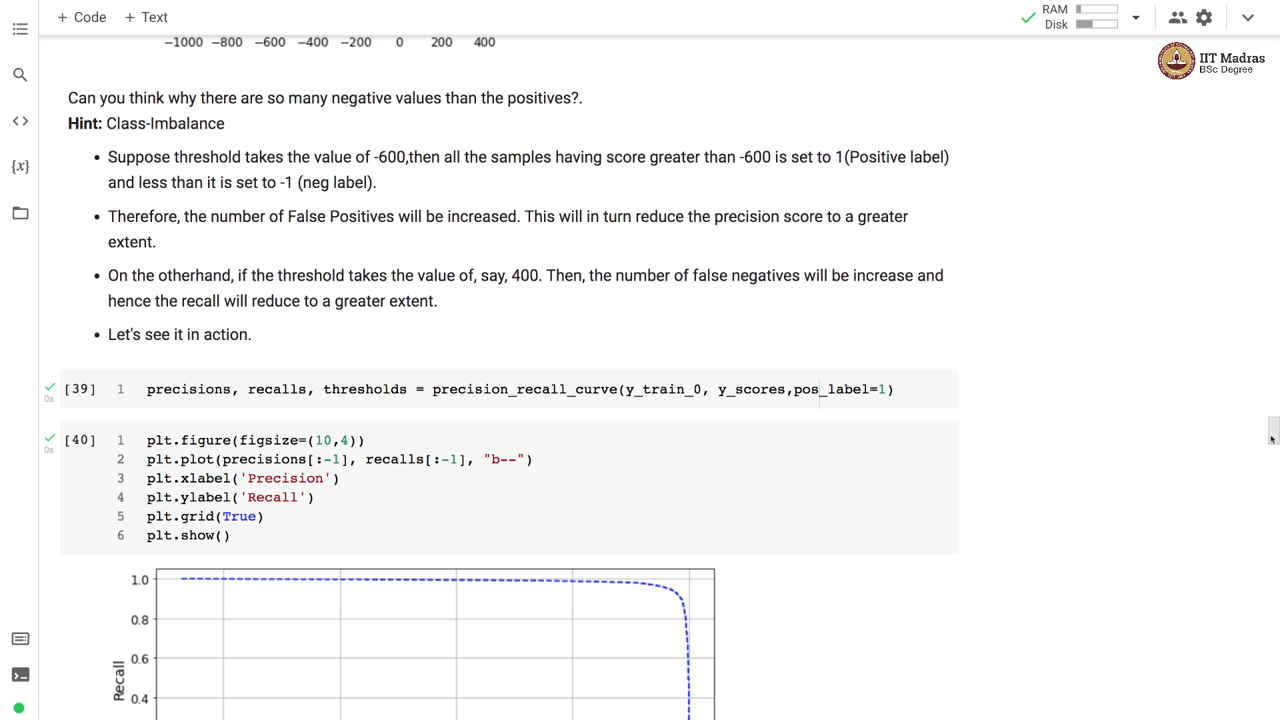 + Code + Text
RAM
Disk
−1000 −800 −600 −400 −200 0 200 400
IIT Madras
BSc Degree
Can you think why there are so many negative values than the positives?.
Hint: Class-Imbalance
• Suppose threshold takes the value of -600,then all the samples having score greater than -600 is set to 1(Positive label)
and less than it is set to -1 (neg label).
• Therefore, the number of False Positives will be increased. This will in turn reduce the precision score to a greater
extent.
• On the otherhand, if the threshold takes the value of, say, 400. Then, the number of false negatives will be increase and
hence the recall will reduce to a greater extent.
• Let's see it in action.
[39] 1 precisions, recalls, thresholds = precision_recall_curve(y_train_0, y_scores,pos_label=1)
0s
[40] 1 plt.figure(figsize=(10,4))
0s
2 plt.plot(precisions[:-1], recalls[:-1], "b--")
3 plt.xlabel('Precision')
4 plt.ylabel('Recall')
5 plt.grid(True)
6 plt.show()
1.0
0.8
0.6
0.4
Recall